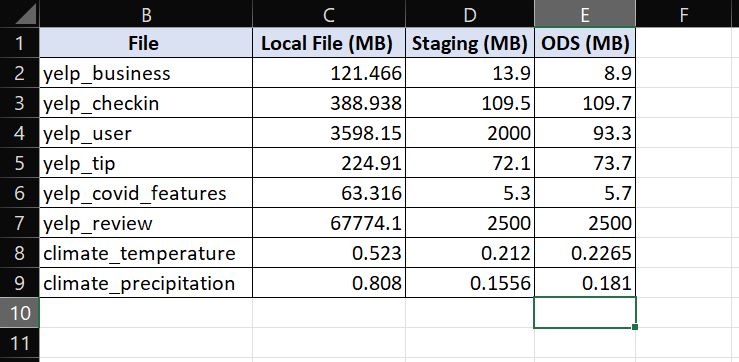 B C D E F
1 File Local File (MB) Staging (MB) ODS (MB)
2 yelp_business 121.466 13.9 8.9
3 yelp_checkin 388.938 109.5 109.7
4 yelp_user 3598.15 2000 93.3
5 yelp_tip 224.91 72.1 73.7
6 yelp_covid_features 63.316 5.3 5.7
7 yelp_review 67774.1 2500 2500
8 climate_temperature 0.523 0.212 0.2265
9 climate_precipitation 0.808 0.1556 0.181
10
11